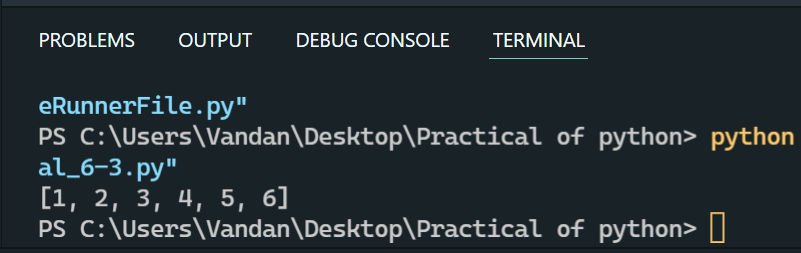 PROBLEMS OUTPUT DEBUG CONSOLE TERMINAL
eRunnerFile.py"
PS C:\Users\Vandan\Desktop\Practical of python> python
al_6-3.py"
[1, 2, 3, 4, 5, 6]
PS C:\Users\Vandan\Desktop\Practical of python>